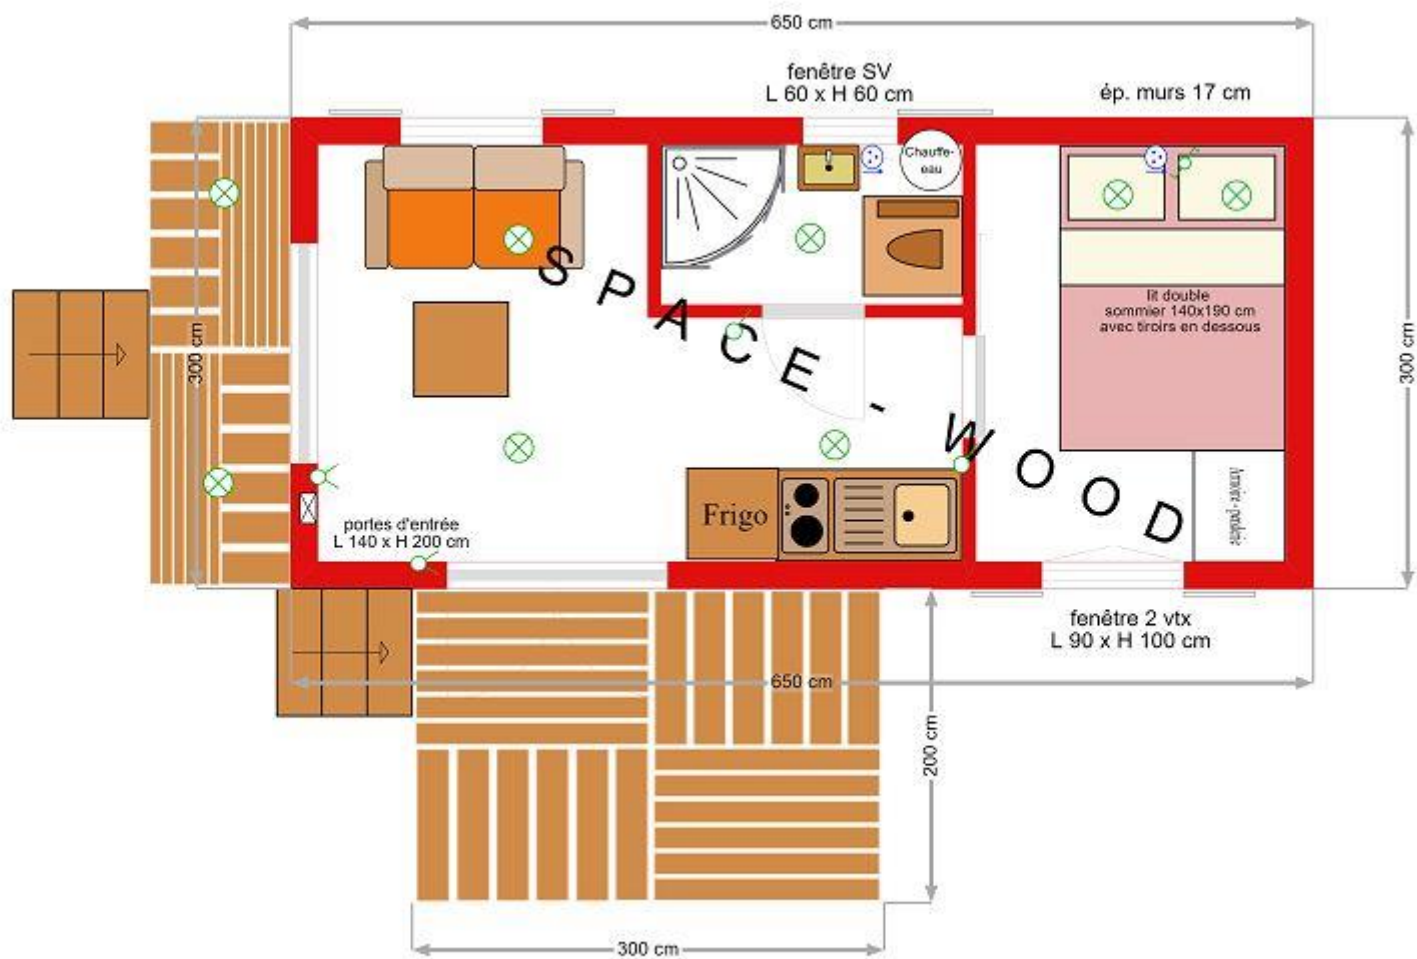 650 cm
fenêtre SV
L 60 x H 60 cm
ép. murs 17 cm
Chauffe-
eau
lit double
sommier 140x190 cm
avec tiroirs en dessous
300 cm
300 cm
SPACE-WOOD
Frigo
portes d'entrée
L 140 x H 200 cm
Armoire-penderie
fenêtre 2 vtx
L 90 x H 100 cm
650 cm
200 cm
300 cm